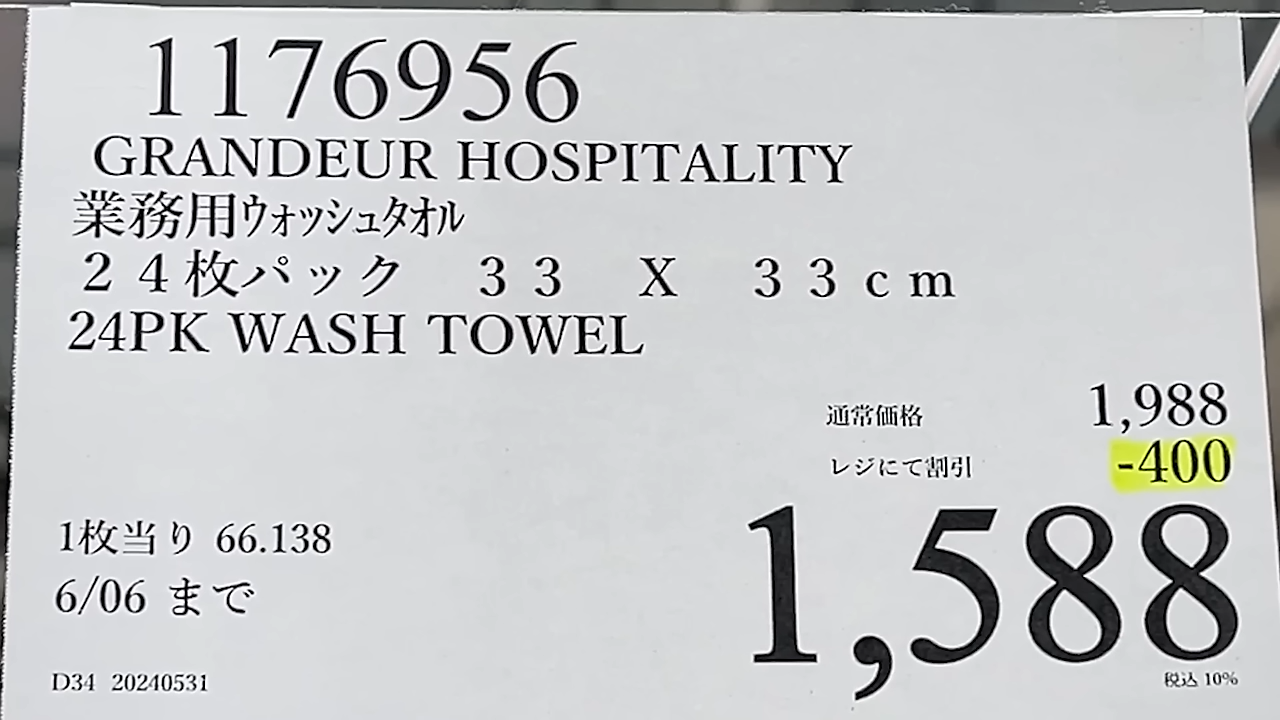 1176956
GRANDEUR HOSPITALITY
業務用ウォッシュタオル
24枚パック 33 X 33cm
24PK WASH TOWEL
通常価格 1,988
レジにて割引 -400
1,588
税込 10%
1枚当り 66.138
6/06 まで
D34 20240531